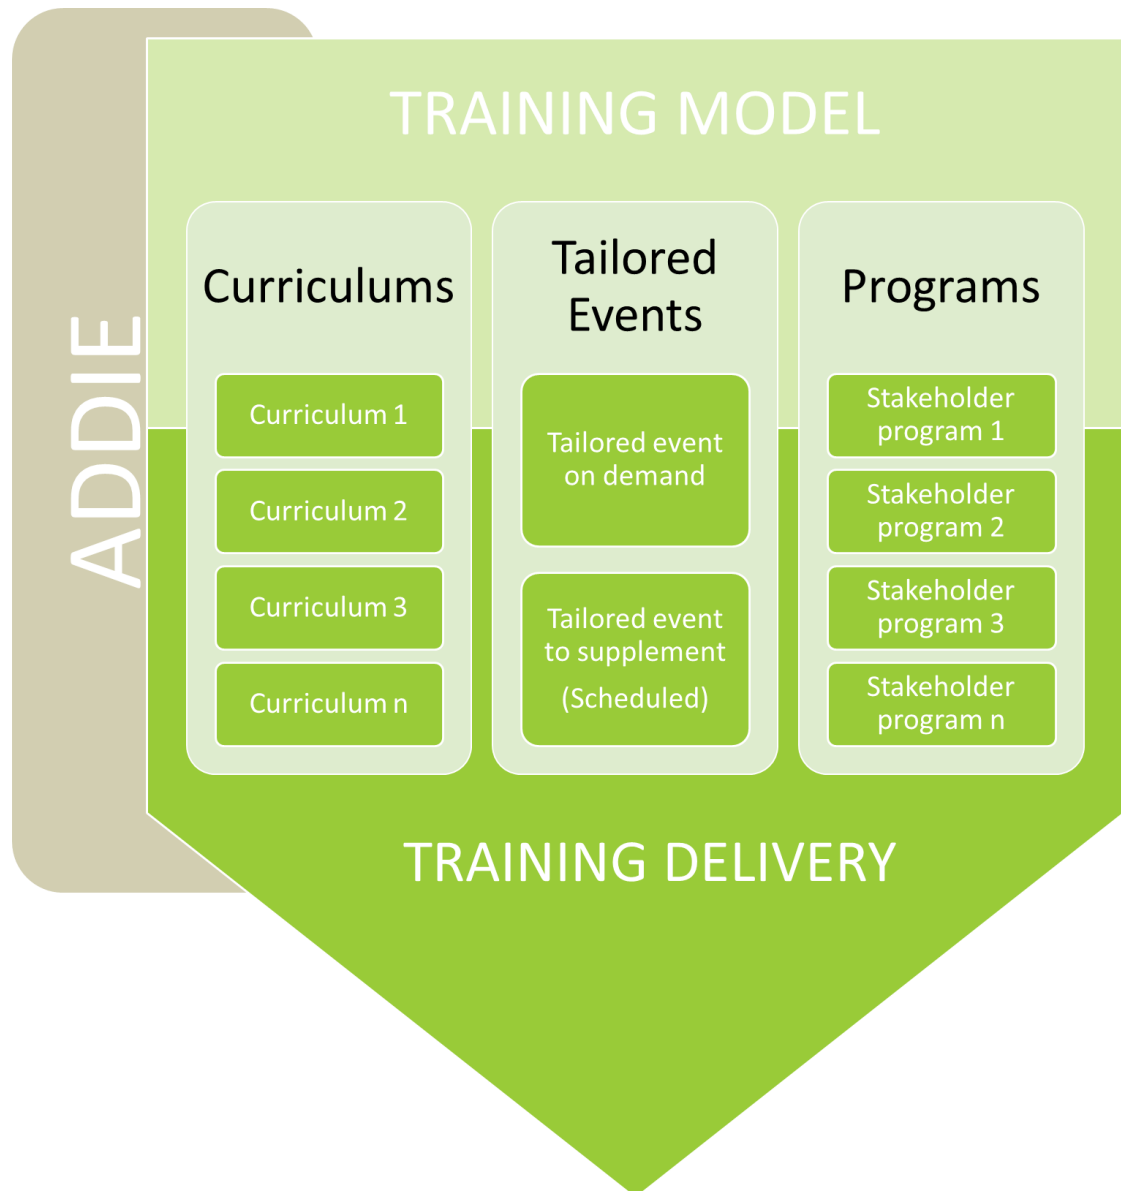 ADDIE
TRAINING MODEL
Curriculums
Curriculum 1
Curriculum 2
Curriculum 3
Curriculum n
Tailored
Events
Tailored event
on demand
Tailored event
to supplement
(Scheduled)
Programs
Stakeholder
program 1
Stakeholder
program 2
Stakeholder
program 3
Stakeholder
program n
TRAINING DELIVERY